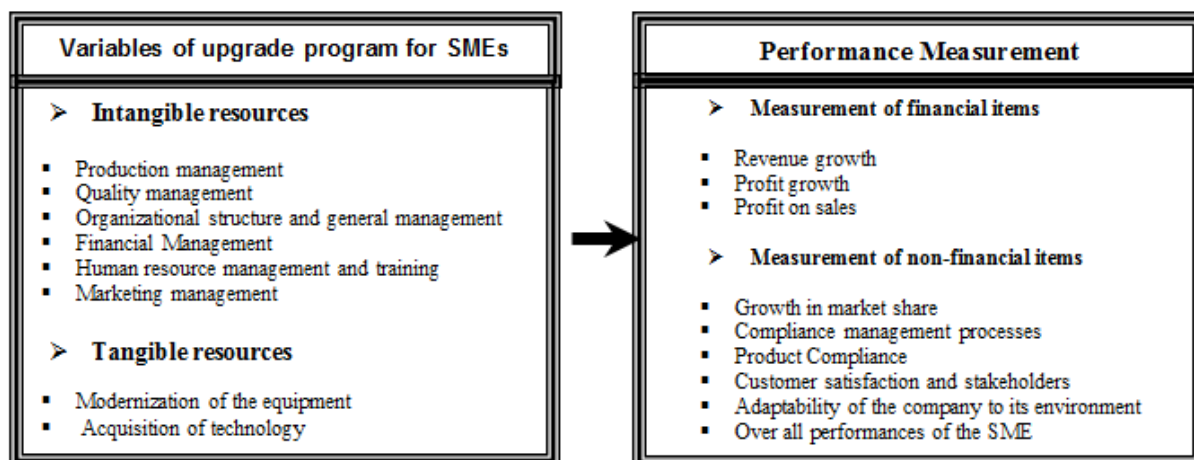 Variables of upgrade program for SMEs
➢ Intangible resources
▪ Production management
▪ Quality management
▪ Organizational structure and general management
▪ Financial Management
▪ Human resource management and training
▪ Marketing management
➢ Tangible resources
▪ Modernization of the equipment
▪ Acquisition of technology
Performance Measurement
➢ Measurement of financial items
▪ Revenue growth
▪ Profit growth
▪ Profit on sales
➢ Measurement of non-financial items
▪ Growth in market share
▪ Compliance management processes
▪ Product Compliance
▪ Customer satisfaction and stakeholders
▪ Adaptability of the company to its environment
▪ Over all performances of the SME